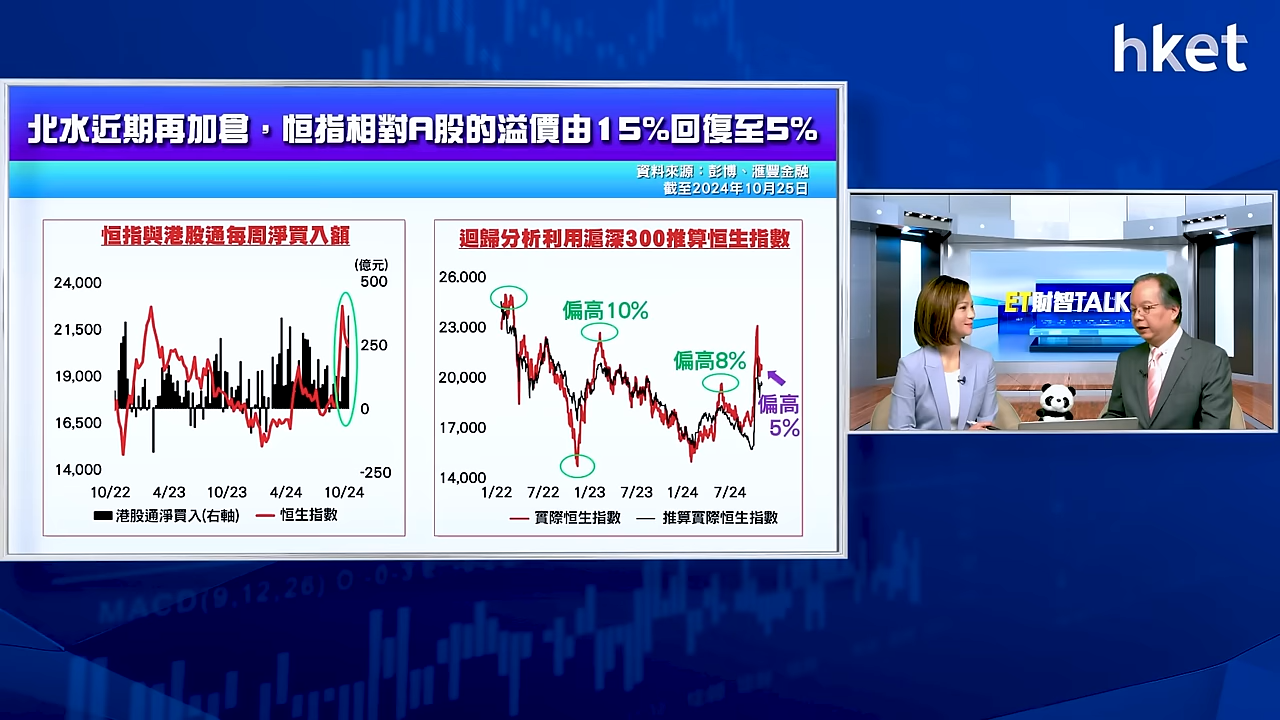 hket
北水近期再加倉，恒指相對A股的溢價由15%回復至5%
資料來源：彭博、滙豐金融
截至2024年10月25日
恒指與港股通每周淨買入額
(億元)
24,000
21,500
19,000
16,500
14,000
500
250
0
-250
10/22 4/23 10/23 4/24 10/24
港股通淨買入(右軸) 恒生指數
迴歸分析利用滬深300推算恒生指數
26,000
23,000
20,000
17,000
14,000
偏高10%
偏高8%
偏高
5%
1/22 7/22 1/23 7/23 1/24 7/24
實際恒生指數 推算實際恒生指數
ET財智TALK
MACD(9,12,26)